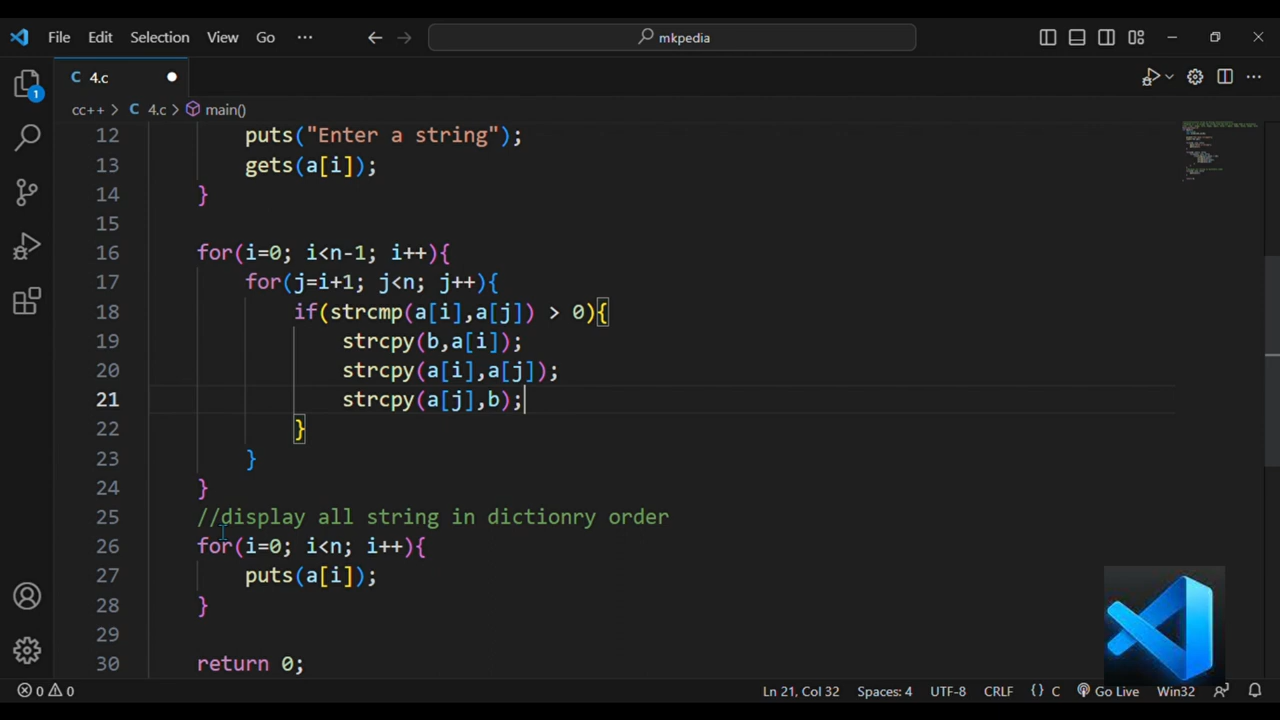 File Edit Selection View Go ··· mkpedia
C 4.c
cc++ > C 4.c > main()
12 puts("Enter a string");
13 gets(a[i]);
14 }
15
16 for(i=0; i<n-1; i++){
17 for(j=i+1; j<n; j++){
18 if(strcmp(a[i],a[j]) > 0){
19 strcpy(b,a[i]);
20 strcpy(a[i],a[j]);
21 strcpy(a[j],b);
22 }
23 }
24 }
25 //display all string in dictionry order
26 for(i=0; i<n; i++){
27 puts(a[i]);
28 }
29
30 return 0;
1
0 0 Ln 21, Col 32 Spaces: 4 UTF-8 CRLF {} C Go Live Win32